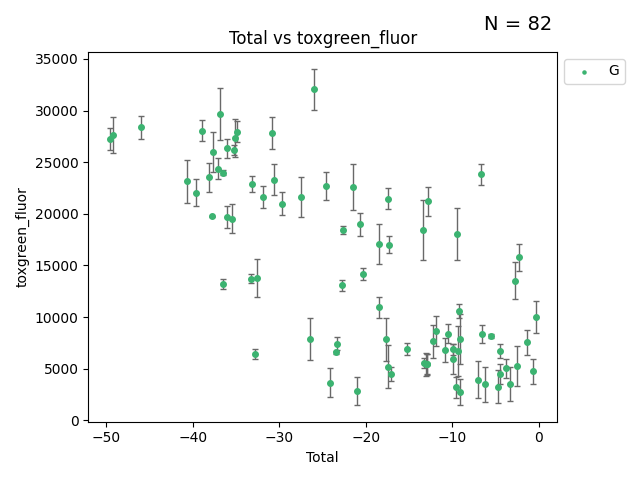 N = 82
Total vs toxgreen_fluor
G
toxgreen_fluor
35000
30000
25000
20000
15000
10000
5000
0
−50 −40 −30 −20 −10 0
Total